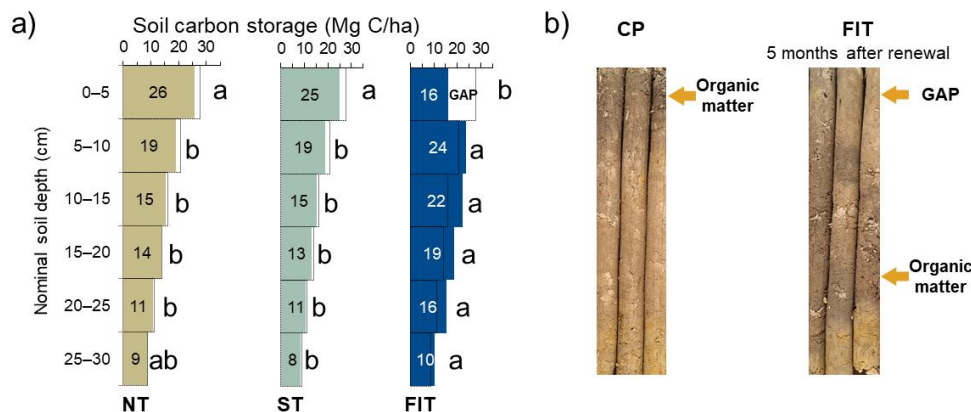 a)
Soil carbon storage (Mg C/ha)
0 10 20 30
0 10 20 30
0 10 20 30
Nominal soil depth (cm)
0–5
26
a
25
a
16
GAP
b
5–10
19
b
19
b
24
a
10–15
15
b
15
b
22
a
15–20
14
b
13
b
19
a
20–25
11
b
11
b
16
a
25–30
9
ab
8
b
10
a
NT
ST
FIT
b)
CP
Organic
matter
FIT
5 months after renewal
GAP
Organic
matter